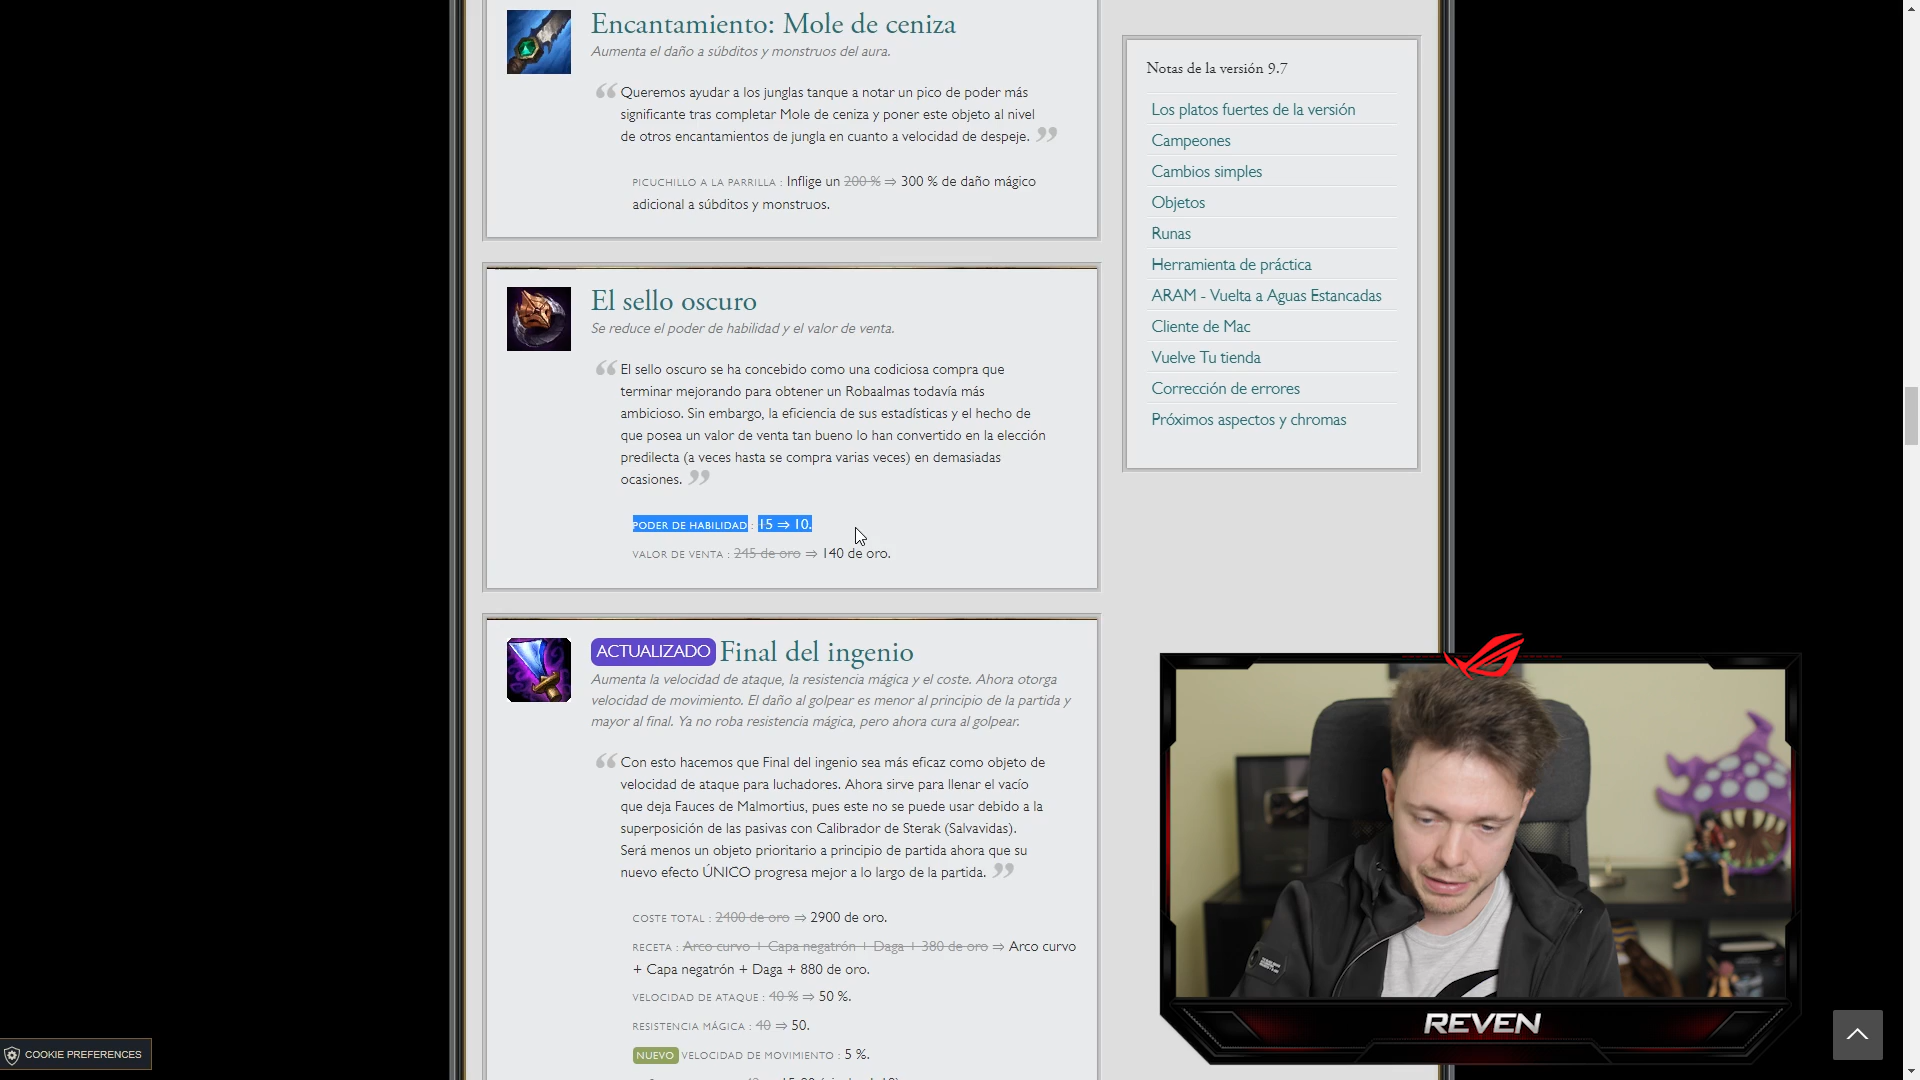 Encantamiento: Mole de ceniza
Aumenta el daño a súbditos y monstruos del aura.
Queremos ayudar a los junglas tanque a notar un pico de poder más
significante tras completar Mole de ceniza y poner este objeto al nivel
de otros encantamientos de jungla en cuanto a velocidad de despeje.
PICUCHILLO A LA PARRILLA : Inflige un 200 % ⇒ 300 % de daño mágico
adicional a súbditos y monstruos.
El sello oscuro
Se reduce el poder de habilidad y el valor de venta.
El sello oscuro se ha concebido como una codiciosa compra que
terminar mejorando para obtener un Robaalmas todavía más
ambicioso. Sin embargo, la eficiencia de sus estadísticas y el hecho de
que posea un valor de venta tan bueno lo han convertido en la elección
predilecta (a veces hasta se compra varias veces) en demasiadas
ocasiones.
PODER DE HABILIDAD : 15 ⇒ 10.
VALOR DE VENTA : 245 de oro ⇒ 140 de oro.
ACTUALIZADO Final del ingenio
Aumenta la velocidad de ataque, la resistencia mágica y el coste. Ahora otorga
velocidad de movimiento. El daño al golpear es menor al principio de la partida y
mayor al final. Ya no roba resistencia mágica, pero ahora cura al golpear.
Con esto hacemos que Final del ingenio sea más eficaz como objeto de
velocidad de ataque para luchadores. Ahora sirve para llenar el vacío
que deja Fauces de Malmortius, pues este no se puede usar debido a la
superposición de las pasivas con Calibrador de Sterak (Salvavidas).
Será menos un objeto prioritario a principio de partida ahora que su
nuevo efecto ÚNICO progresa mejor a lo largo de la partida.
COSTE TOTAL : 2400 de oro ⇒ 2900 de oro.
RECETA : Arco curvo + Capa negatrón + Daga + 380 de oro ⇒ Arco curvo
+ Capa negatrón + Daga + 880 de oro.
VELOCIDAD DE ATAQUE : 40 % ⇒ 50 %.
RESISTENCIA MÁGICA : 40 ⇒ 50.
NUEVO VELOCIDAD DE MOVIMIENTO : 5 %.
Notas de la versión 9.7
Los platos fuertes de la versión
Campeones
Cambios simples
Objetos
Runas
Herramienta de práctica
ARAM - Vuelta a Aguas Estancadas
Cliente de Mac
Vuelve Tu tienda
Corrección de errores
Próximos aspectos y chromas
REVEN
COOKIE PREFERENCES